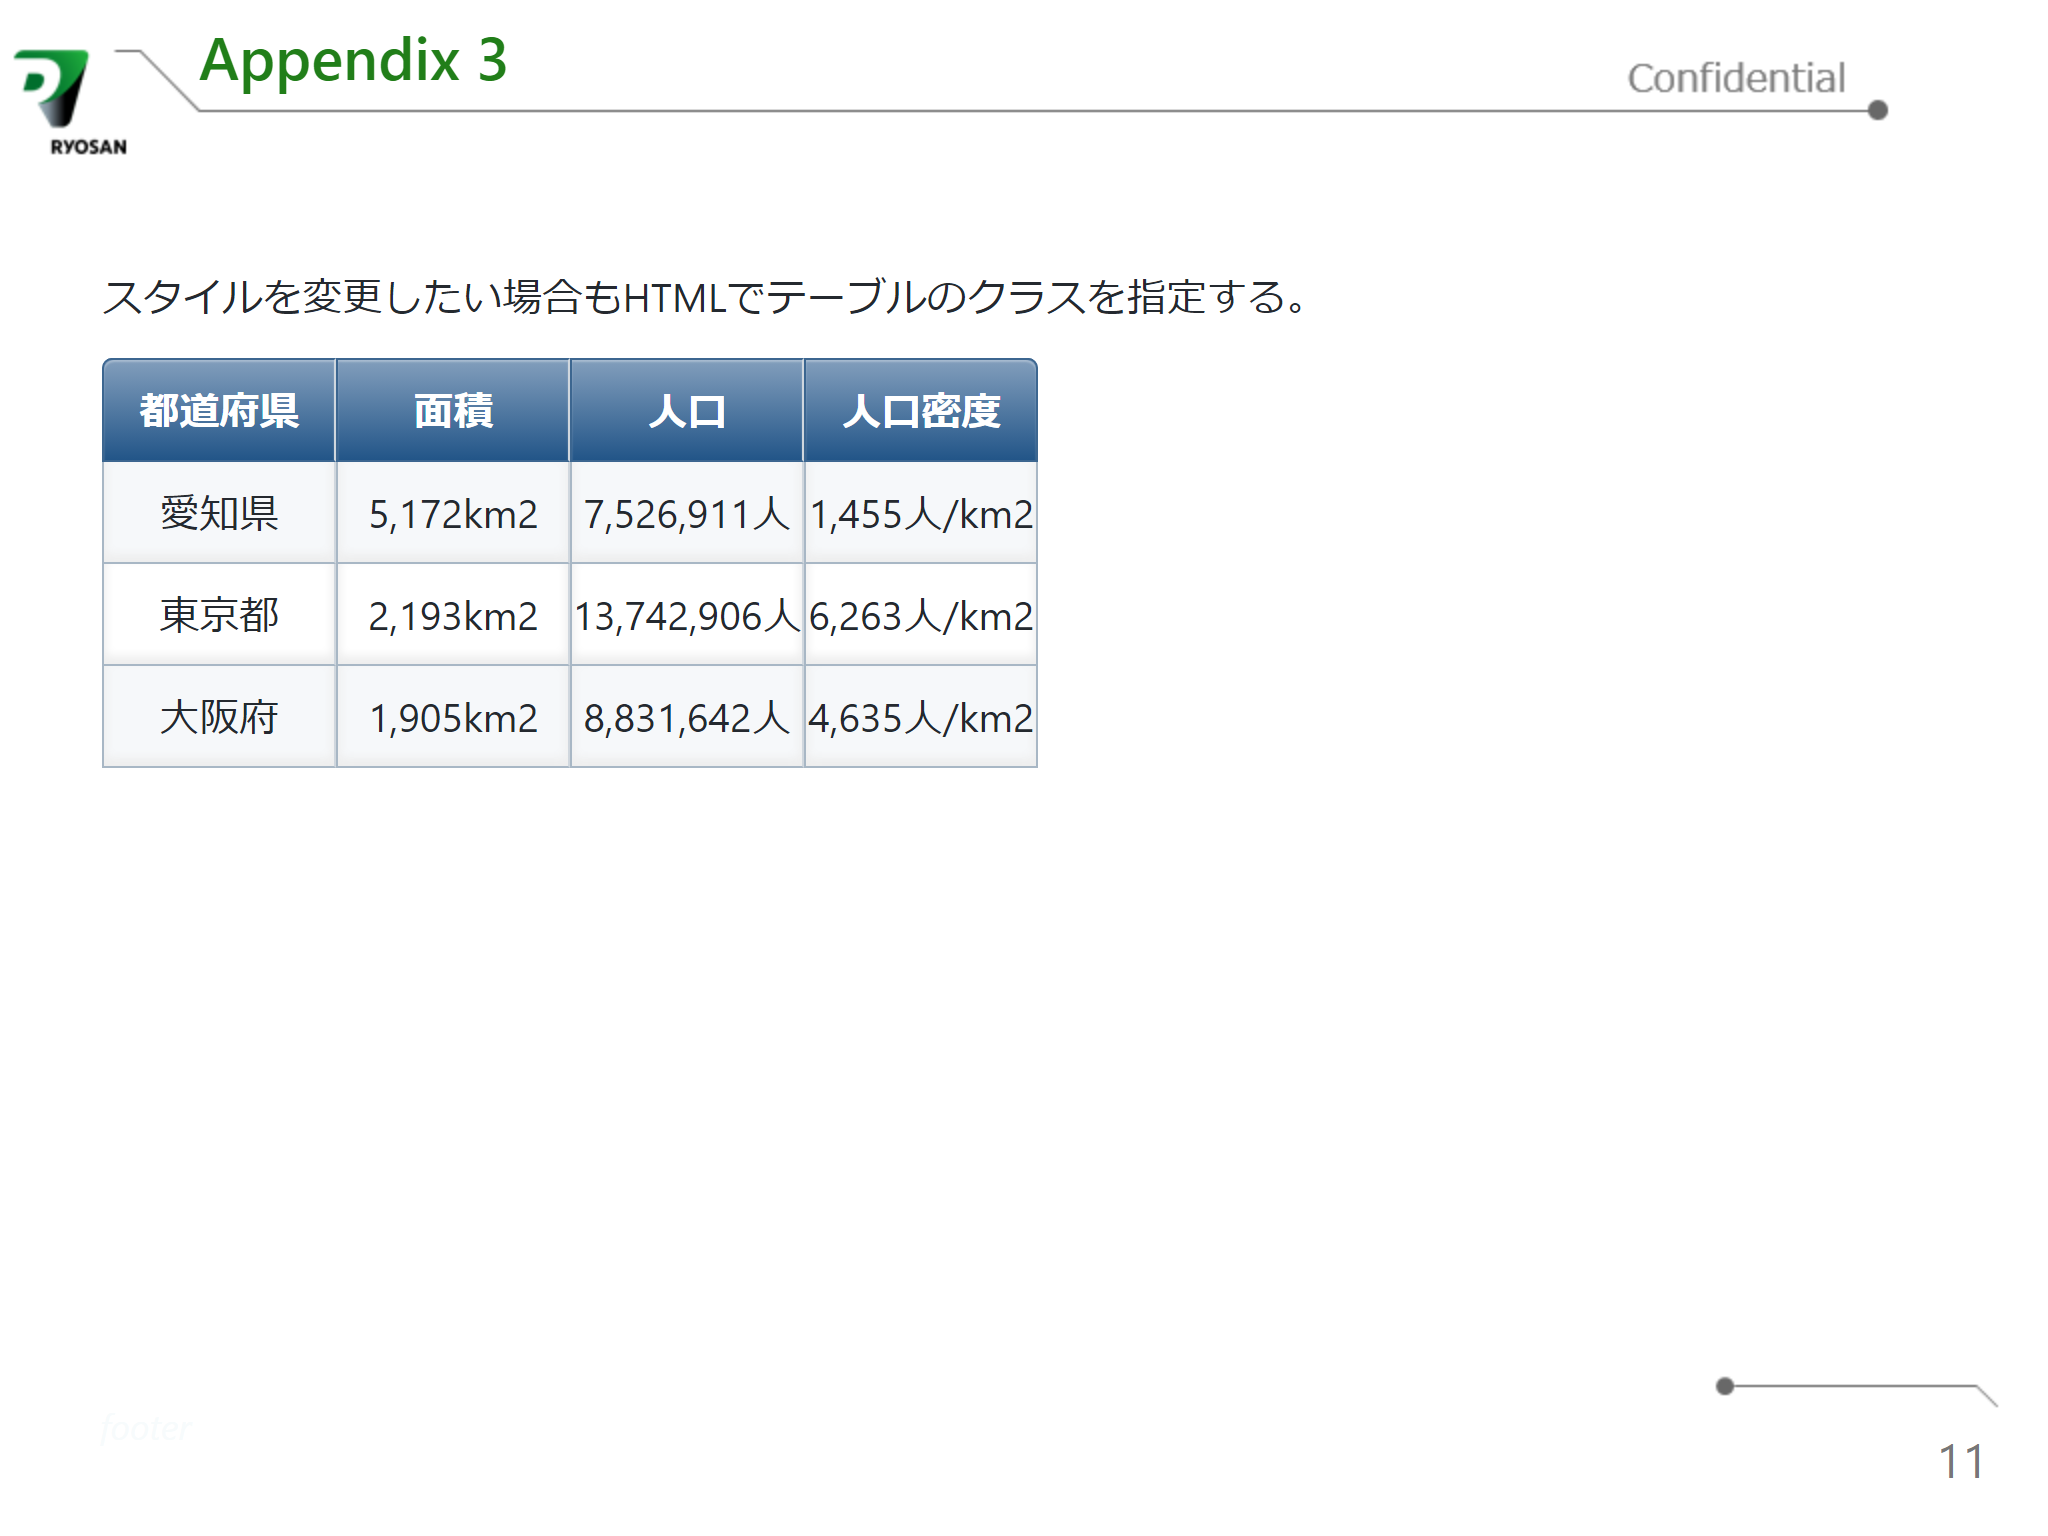 Appendix 3
Confidential
RYOSAN
スタイルを変更したい場合もHTMLでテーブルのクラスを指定する。
都道府県 面積 人口 人口密度
愛知県 5,172km2 7,526,911人 1,455人/km2
東京都 2,193km2 13,742,906人 6,263人/km2
大阪府 1,905km2 8,831,642人 4,635人/km2
footer
11